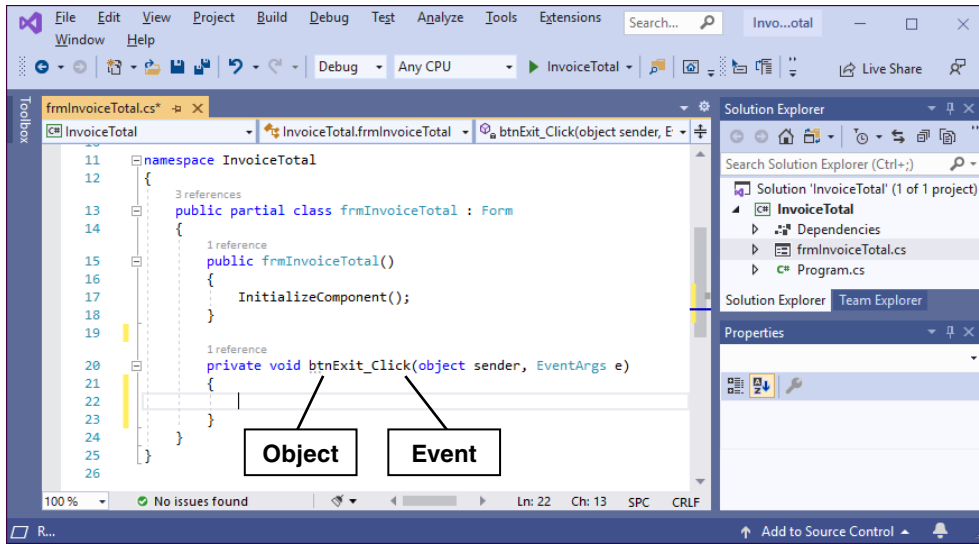 File Edit View Project Build Debug Test Analyze Tools Extensions Search... Invo...otal
Window Help
Debug Any CPU InvoiceTotal Live Share
Toolbox
frmInvoiceTotal.cs*
C# InvoiceTotal InvoiceTotal.frmInvoiceTotal btnExit_Click(object sender, E
11 namespace InvoiceTotal
12 {
3 references
13 public partial class frmInvoiceTotal : Form
14 {
1 reference
15 public frmInvoiceTotal()
16 {
17 InitializeComponent();
18 }
19
1 reference
20 private void btnExit_Click(object sender, EventArgs e)
21 {
22
23 }
24 }
25 }
26
Object Event
100 % No issues found Ln: 22 Ch: 13 SPC CRLF
Solution Explorer
Search Solution Explorer (Ctrl+;)
Solution 'InvoiceTotal' (1 of 1 project)
C# InvoiceTotal
Dependencies
frmInvoiceTotal.cs
C# Program.cs
Solution Explorer Team Explorer
Properties
R... Add to Source Control